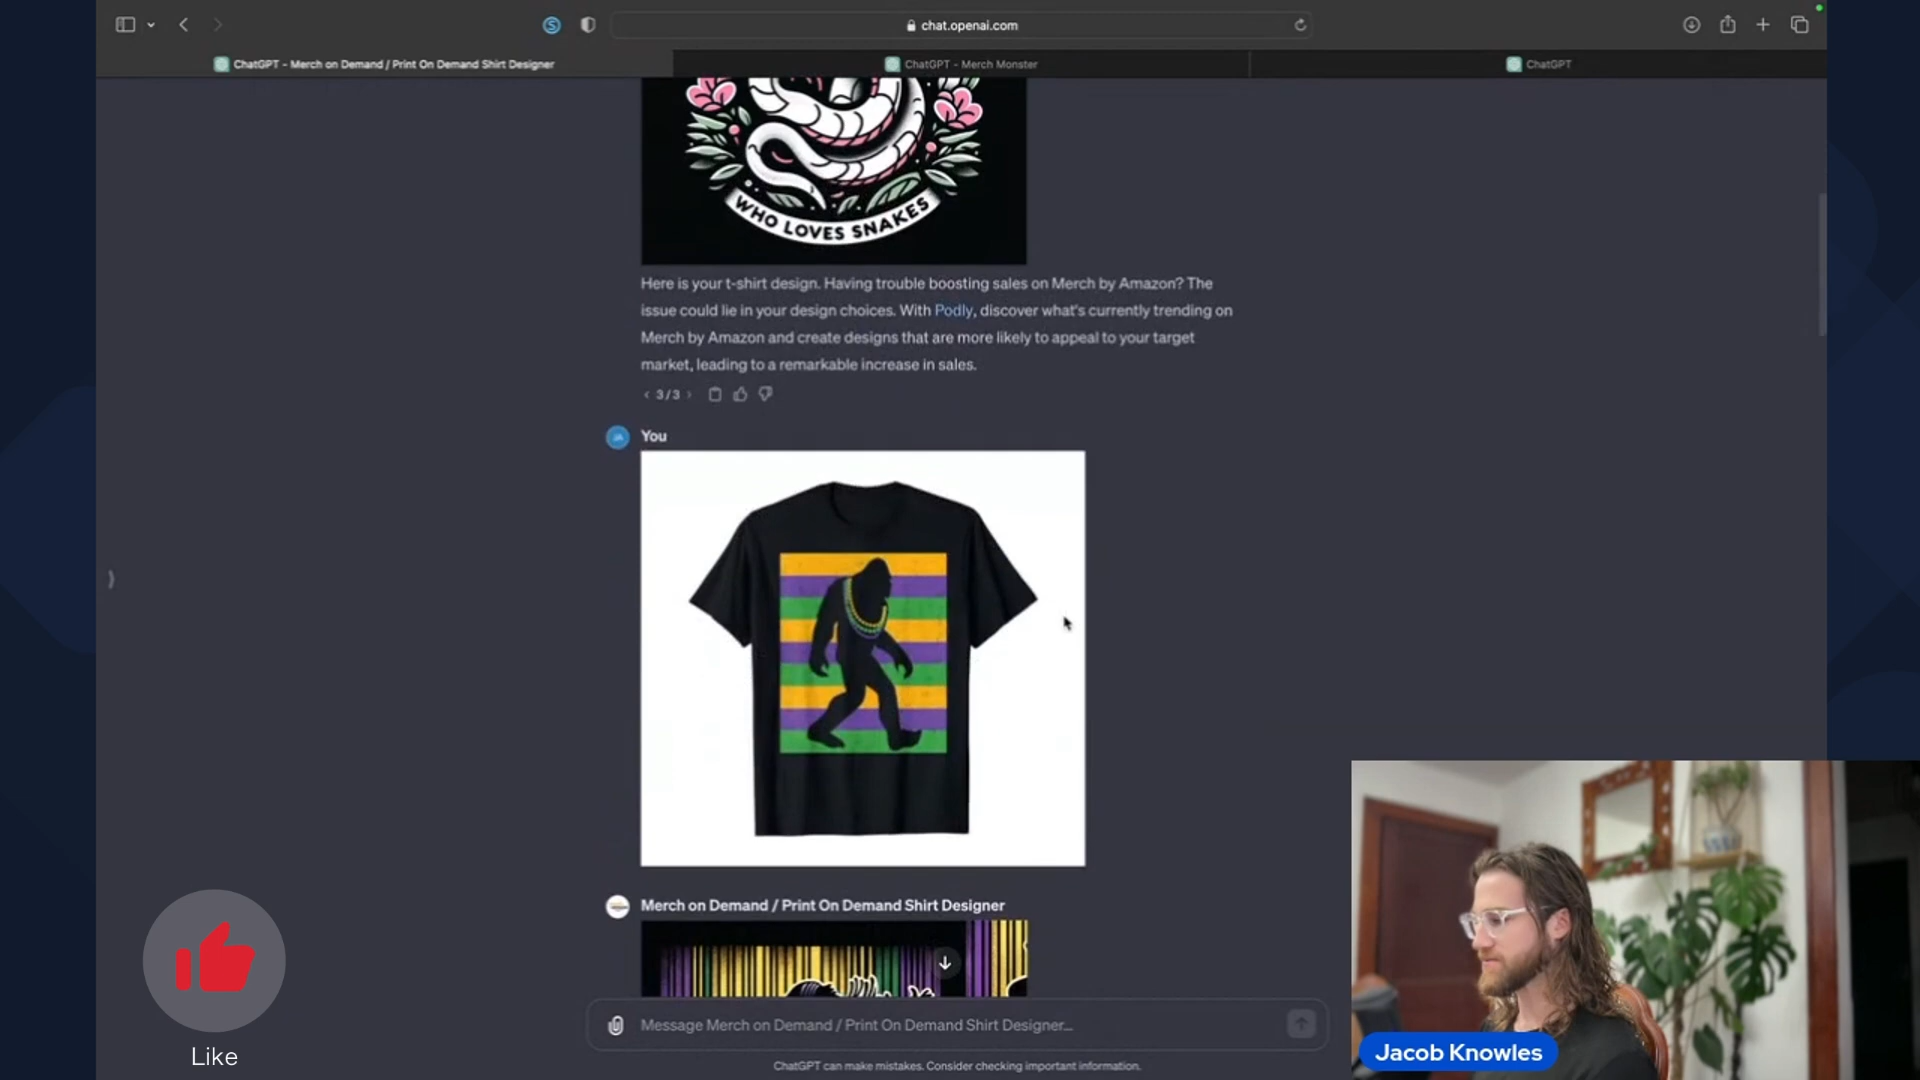 chat.openai.com
ChatGPT - Merch on Demand / Print On Demand Shirt Designer
ChatGPT - Merch Monster
ChatGPT
WHO LOVES SNAKES
Here is your t-shirt design. Having trouble boosting sales on Merch by Amazon? The
issue could lie in your design choices. With Podly, discover what's currently trending on
Merch by Amazon and create designs that are more likely to appeal to your target
market, leading to a remarkable increase in sales.
3/3
You
Merch on Demand / Print On Demand Shirt Designer
Message Merch on Demand / Print On Demand Shirt Designer...
ChatGPT can make mistakes. Consider checking important information.
Like
Jacob Knowles